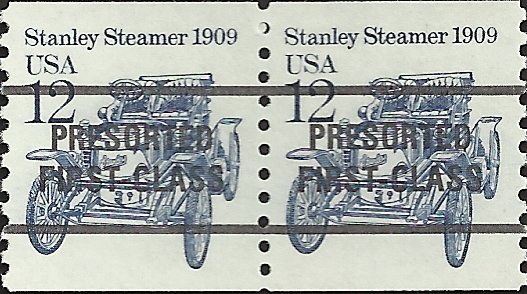 Stanley Steamer 1909
USA
12
PRESORTED
FIRST-CLASS
Stanley Steamer 1909
USA
12
PRESORTED
FIRST-CLASS